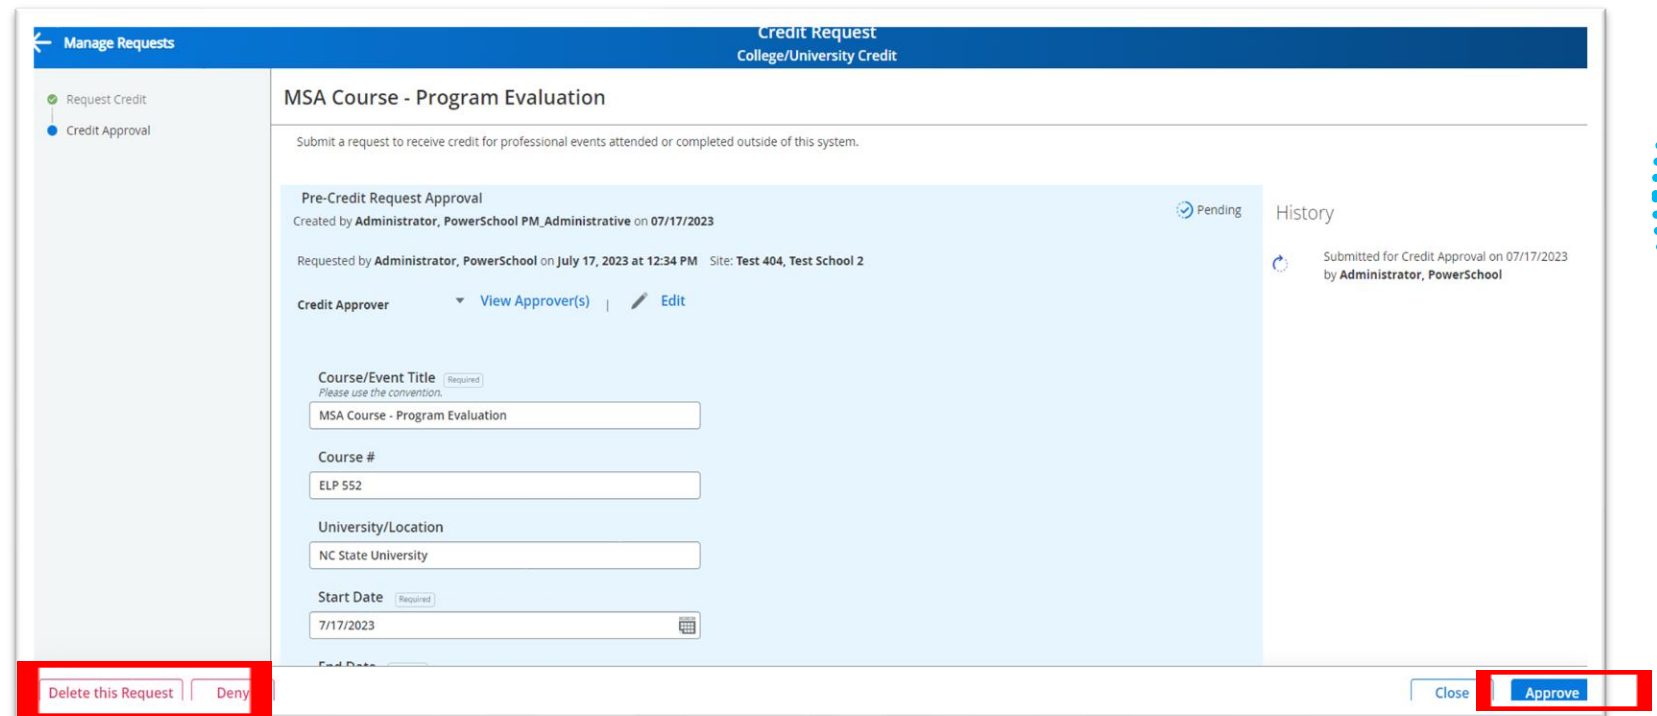 Manage Requests
Credit Request
College/University Credit
Request Credit
Credit Approval
MSA Course - Program Evaluation
Submit a request to receive credit for professional events attended or completed outside of this system.
Pre-Credit Request Approval
Created by Administrator, PowerSchool PM_Administrative on 07/17/2023
Pending
Requested by Administrator, PowerSchool on July 17, 2023 at 12:34 PM Site: Test 404, Test School 2
Credit Approver View Approver(s) | Edit
History
Submitted for Credit Approval on 07/17/2023
by Administrator, PowerSchool
Course/Event Title Required
Please use the convention.
MSA Course - Program Evaluation
Course #
ELP 552
University/Location
NC State University
Start Date Required
7/17/2023
End Date
Delete this Request Deny Close Approve